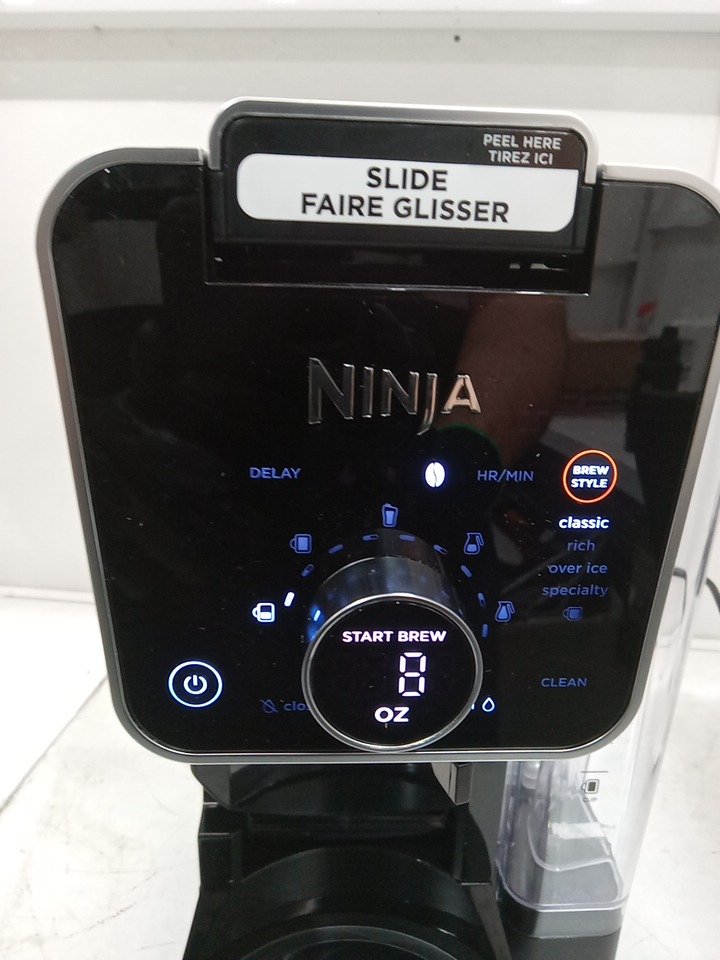 PEEL HERE
TIREZ ICI
SLIDE
FAIRE GLISSER
NINJA
DELAY
HR/MIN
BREW
STYLE
classic
rich
over ice
specialty
START BREW
8
OZ
CLEAN
CUP